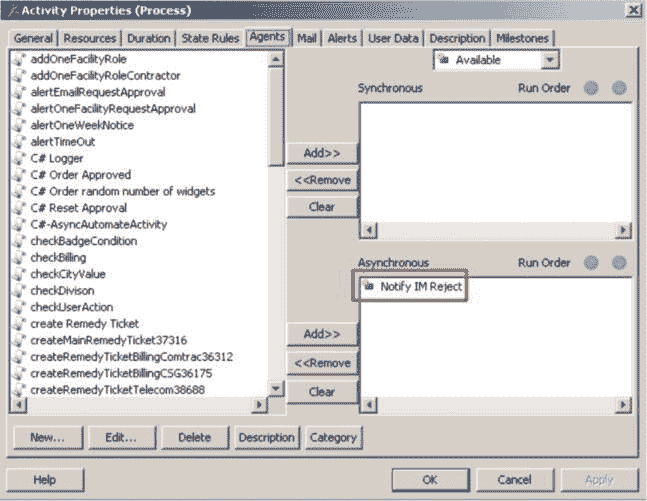 Activity Properties (Process)
General Resources Duration State Rules Agents Mail Alerts User Data Description Milestones
addOneFacilityRole
addOneFacilityRoleContractor
alertEmailRequestApproval
alertOneFacilityRequestApproval
alertOneWeekNotice
alertTimeOut
C# Logger
C# Order Approved
C# Order random number of widgets
C# Reset Approval
C#-AsyncAutomateActivity
checkBadgeCondition
checkBilling
checkCityValue
checkDivison
checkUserAction
create Remedy Ticket
createMainRemedyTicket37316
createRemedyTicketBillingComtrac36312
createRemedyTicketBillingCSG36175
createRemedyTicketTelecom38688
Available
Synchronous Run Order
Add>>
<<Remove
Clear
Asynchronous Run Order
Notify IM Reject
Add>>
<<Remove
Clear
New... Edit... Delete Description Category
Help OK Cancel Apply